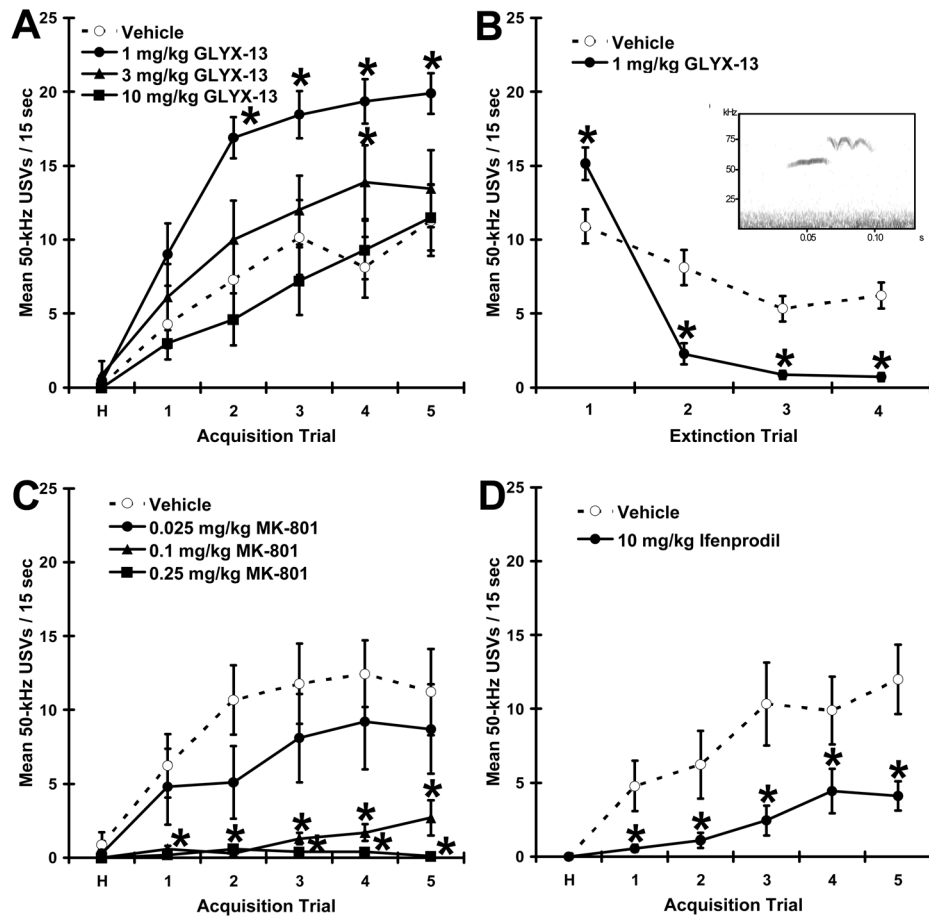 A
Vehicle
1 mg/kg GLYX-13
3 mg/kg GLYX-13
10 mg/kg GLYX-13
Mean 50-kHz USVs / 15 sec
25
20
15
10
5
0
* * * * *
H 1 2 3 4 5
Acquisition Trial
B
Vehicle
1 mg/kg GLYX-13
Mean 50-kHz USVs / 15 sec
25
20
15
10
5
0
* * * *
kHz
75
50
25
0.05 0.10 s
1 2 3 4
Extinction Trial
C
Vehicle
0.025 mg/kg MK-801
0.1 mg/kg MK-801
0.25 mg/kg MK-801
Mean 50-kHz USVs / 15 sec
25
20
15
10
5
0
* * * * * * * *
H 1 2 3 4 5
Acquisition Trial
D
Vehicle
10 mg/kg Ifenprodil
Mean 50-kHz USVs / 15 sec
25
20
15
10
5
0
* * * * *
H 1 2 3 4 5
Acquisition Trial